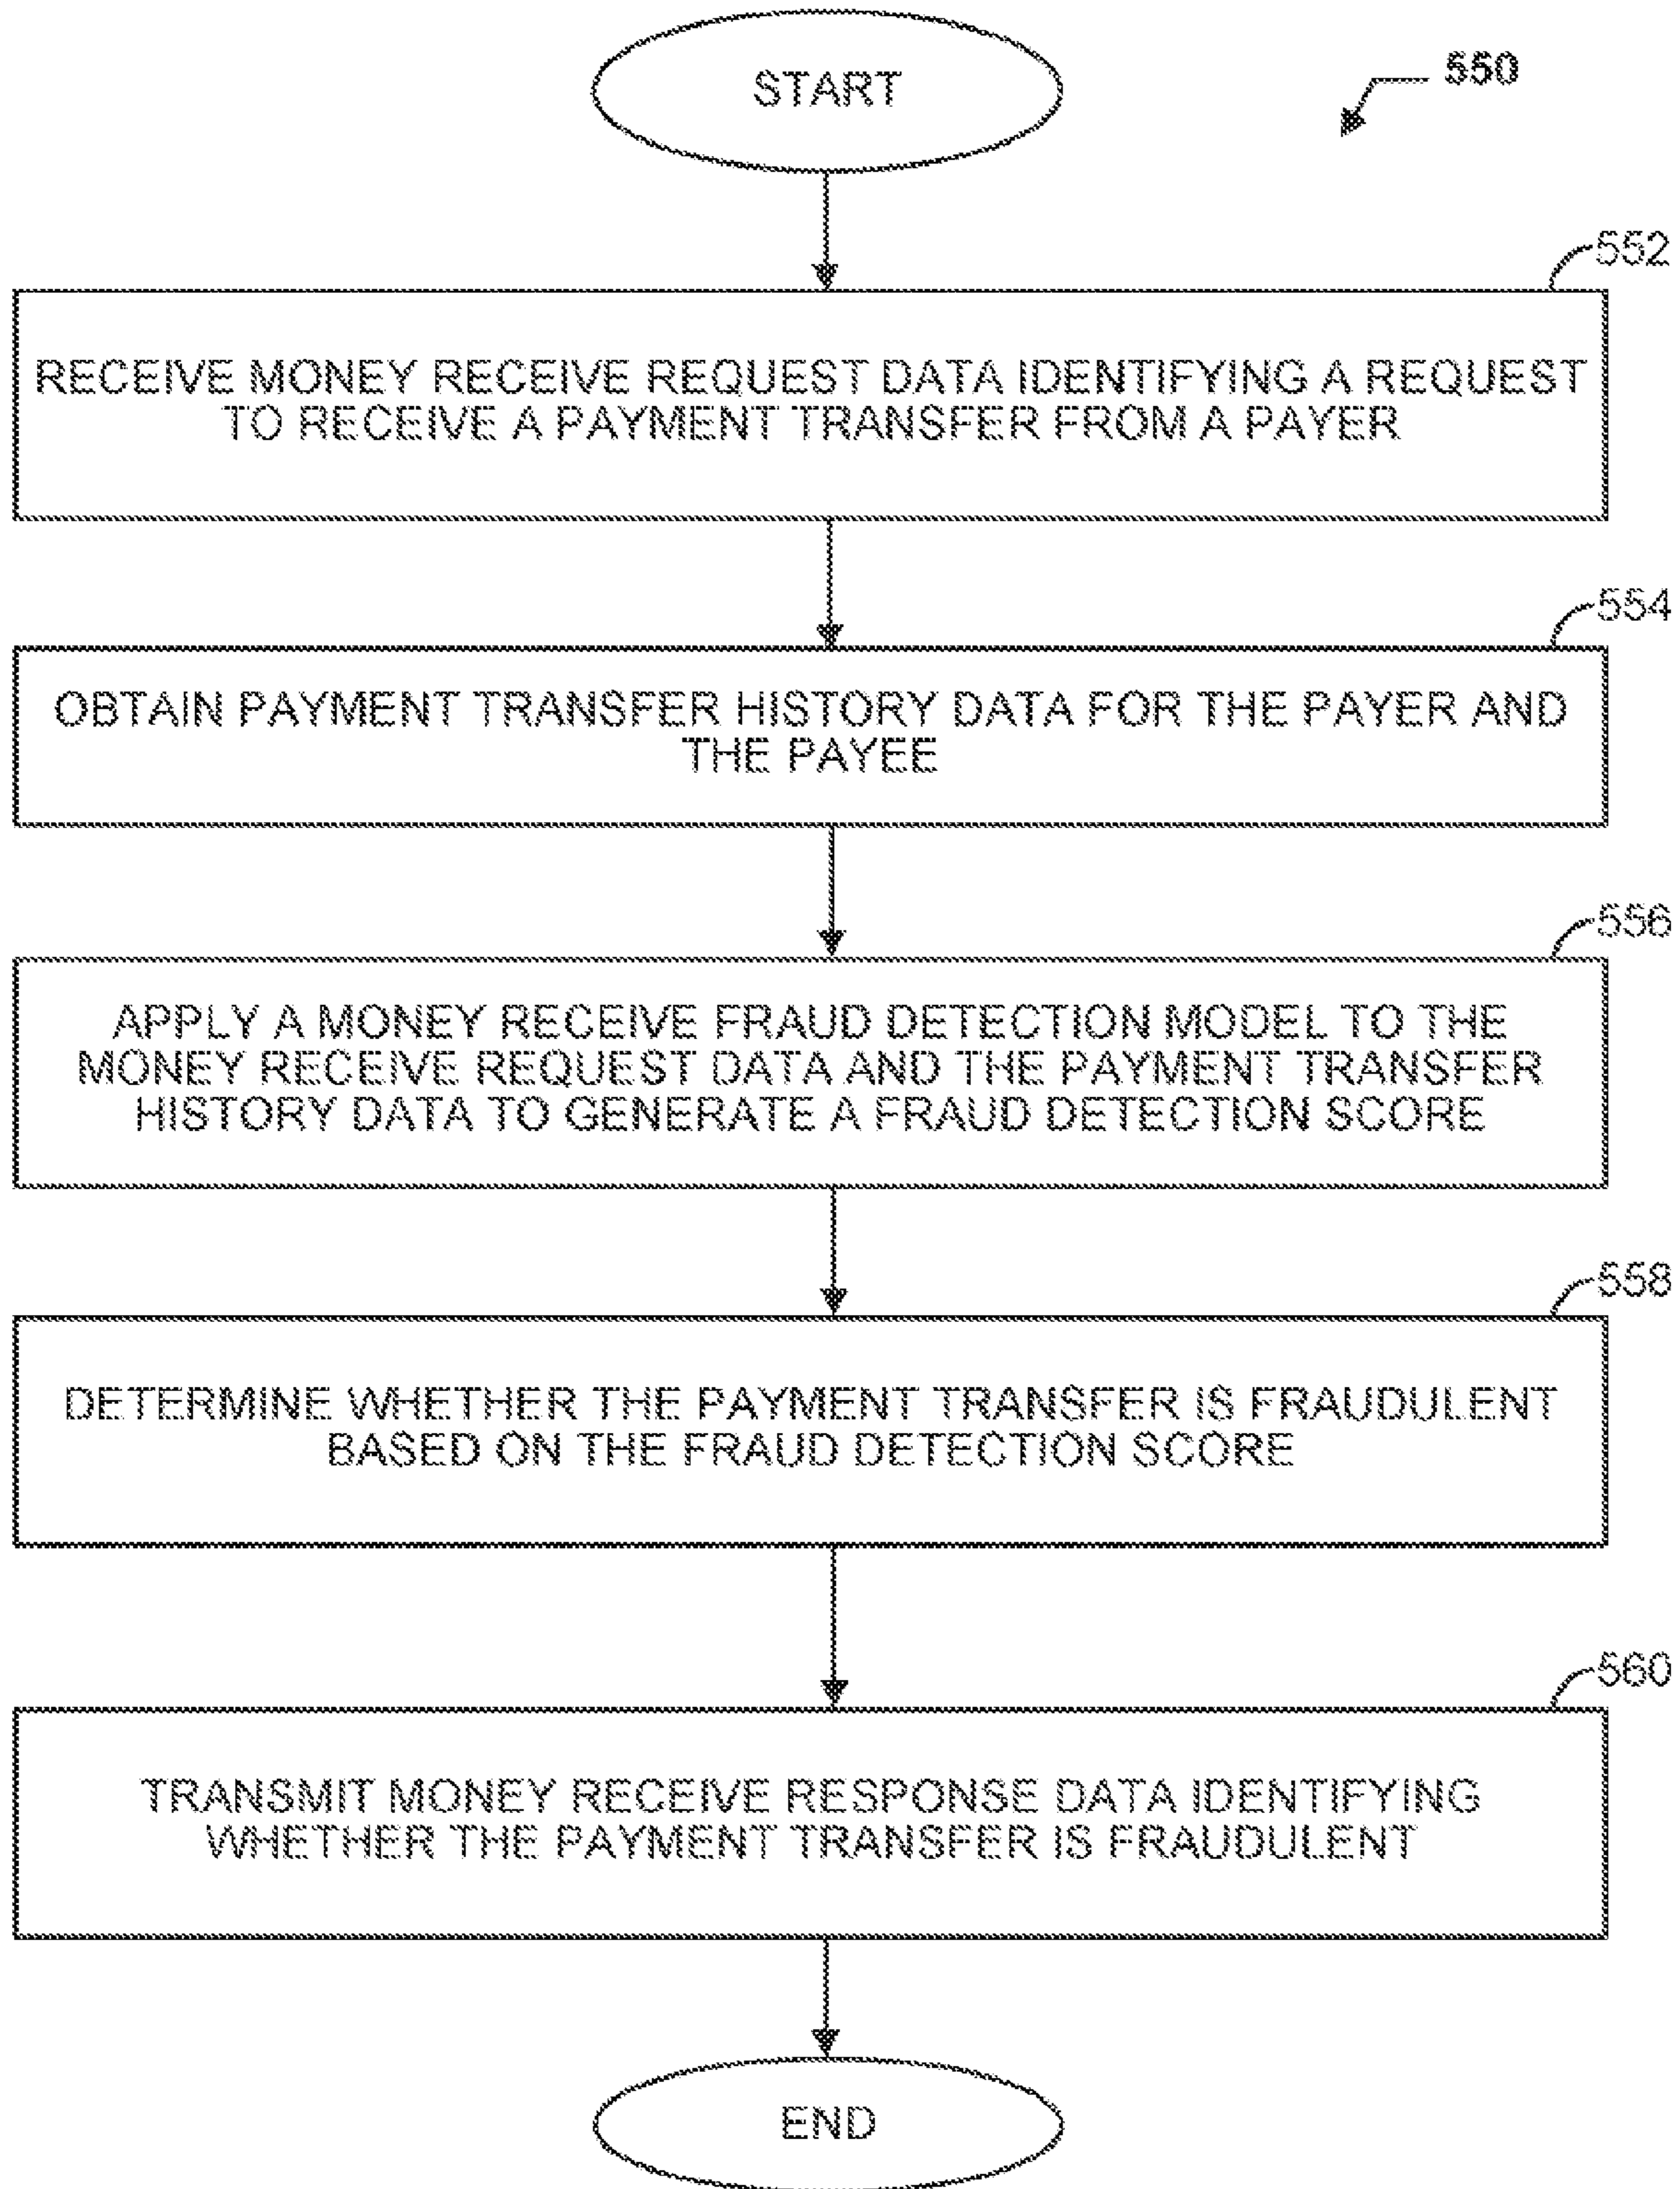 START
550
552
RECEIVE MONEY RECEIVE REQUEST DATA IDENTIFYING A REQUEST
TO RECEIVE A PAYMENT TRANSFER FROM A PAYER
554
OBTAIN PAYMENT TRANSFER HISTORY DATA FOR THE PAYER AND
THE PAYEE
556
APPLY A MONEY RECEIVE FRAUD DETECTION MODEL TO THE
MONEY RECEIVE REQUEST DATA AND THE PAYMENT TRANSFER
HISTORY DATA TO GENERATE A FRAUD DETECTION SCORE
558
DETERMINE WHETHER THE PAYMENT TRANSFER IS FRAUDULENT
BASED ON THE FRAUD DETECTION SCORE
560
TRANSMIT MONEY RECEIVE RESPONSE DATA IDENTIFYING
WHETHER THE PAYMENT TRANSFER IS FRAUDULENT
END